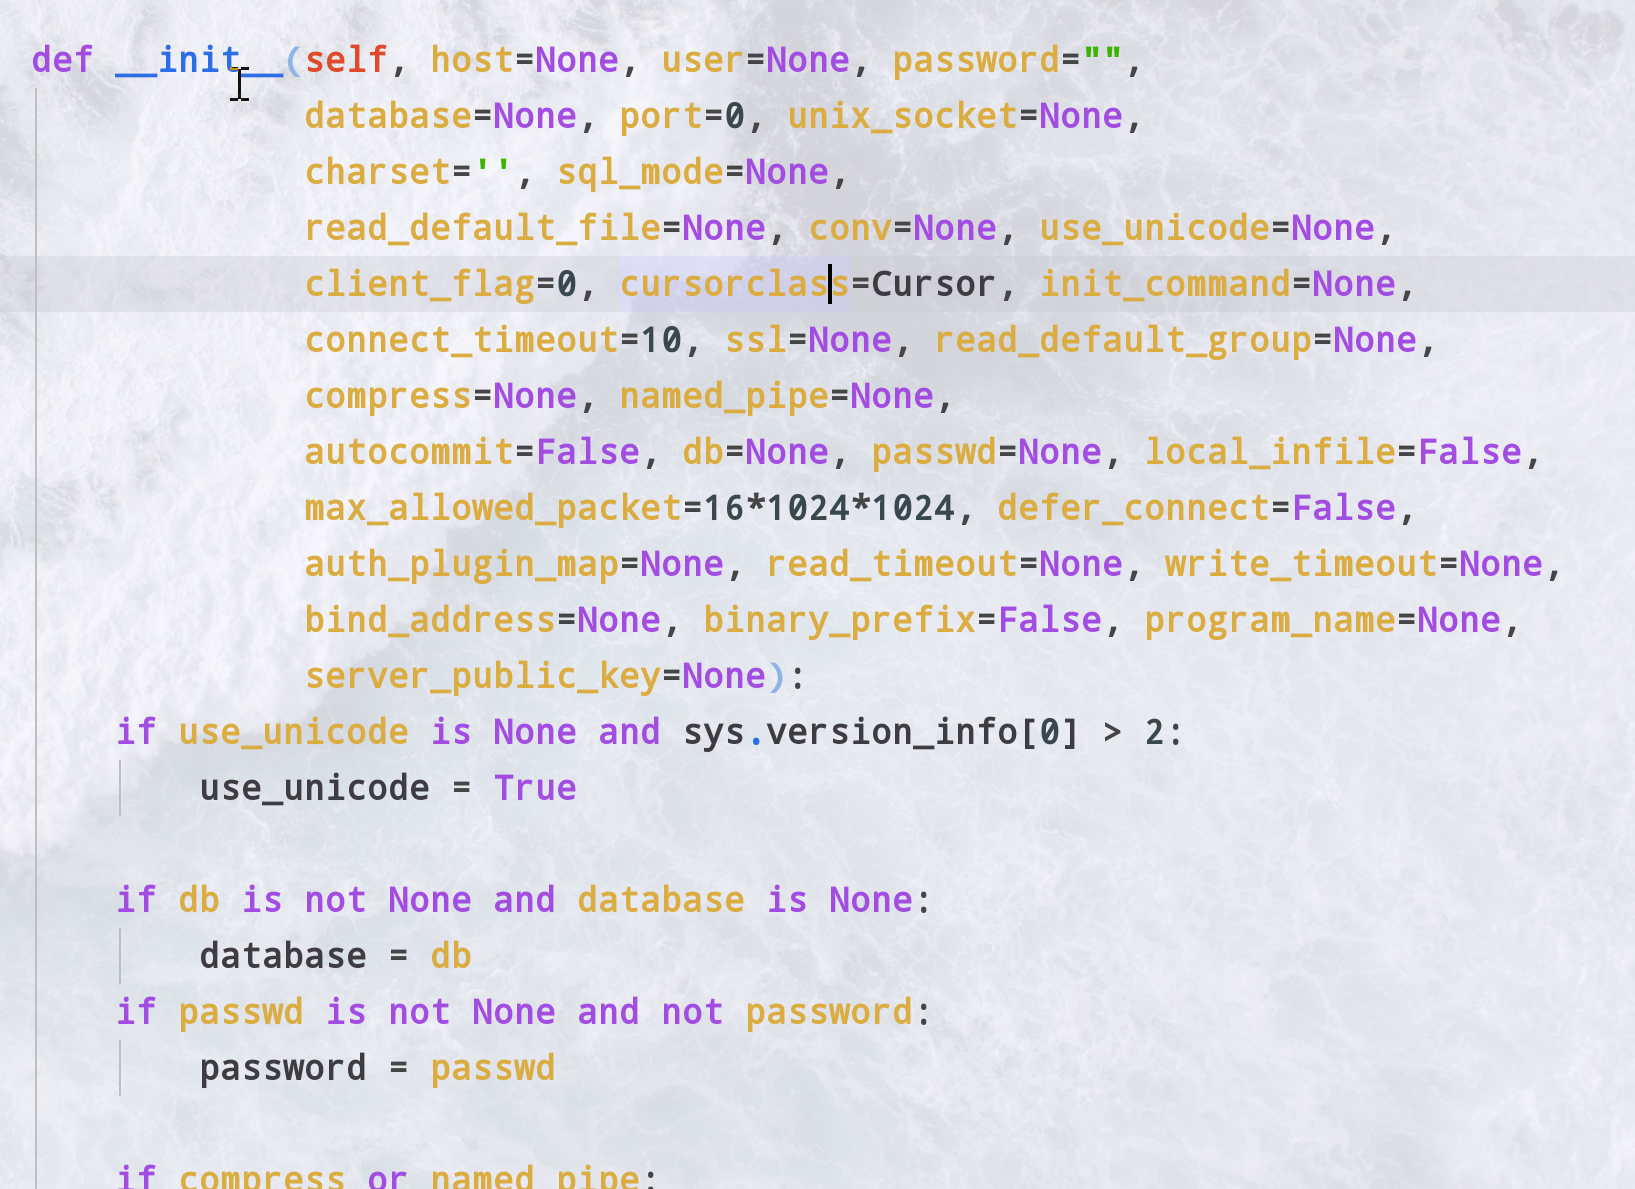 def __init__(self, host=None, user=None, password="",
database=None, port=0, unix_socket=None,
charset='', sql_mode=None,
read_default_file=None, conv=None, use_unicode=None,
client_flag=0, cursorclass=Cursor, init_command=None,
connect_timeout=10, ssl=None, read_default_group=None,
compress=None, named_pipe=None,
autocommit=False, db=None, passwd=None, local_infile=False,
max_allowed_packet=16*1024*1024, defer_connect=False,
auth_plugin_map=None, read_timeout=None, write_timeout=None,
bind_address=None, binary_prefix=False, program_name=None,
server_public_key=None):
if use_unicode is None and sys.version_info[0] > 2:
use_unicode = True
if db is not None and database is None:
database = db
if passwd is not None and not password:
password = passwd
if compress or named_pipe: